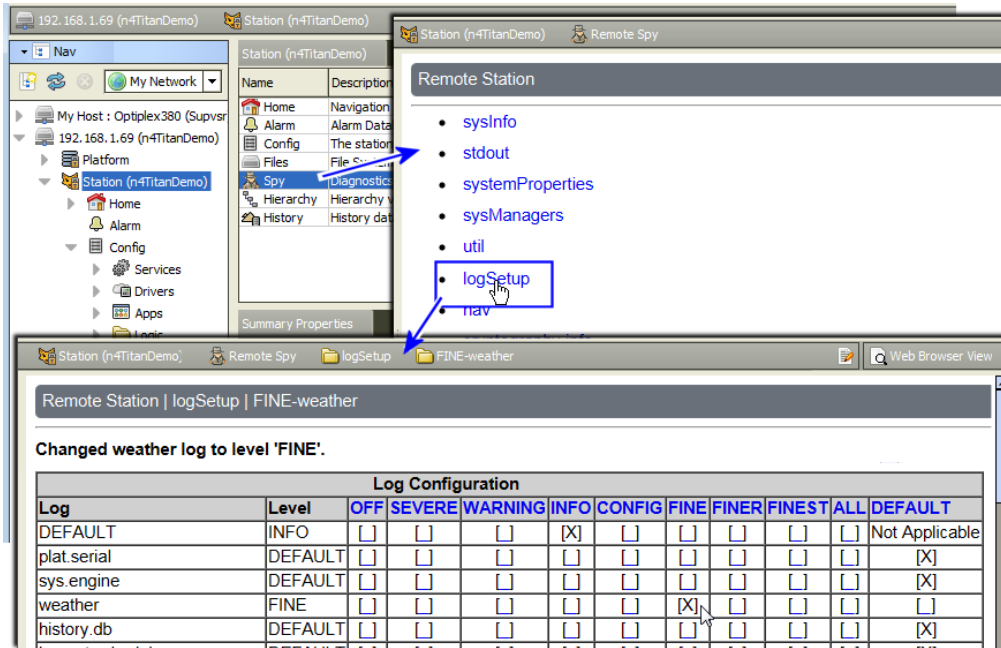 192.168.1.69 (n4TitanDemo) Station (n4TitanDemo)
Nav
My Network
My Host : Optiplex380 (Supvsr
192.168.1.69 (n4TitanDemo)
Platform
Station (n4TitanDemo)
Home
Alarm
Config
Services
Drivers
Apps
Logic
Station (n4TitanDemo)
Name Description
Home Navigation
Alarm Alarm Data
Config The station
Files File
Spy Diagnostics
Hierarchy Hierarchy v
History History dat
Summary Properties
Station (n4TitanDemo) Remote Spy
Remote Station
• sysInfo
• stdout
• systemProperties
• sysManagers
• util
• logSetup
• nav
Station (n4TitanDemo) Remote Spy logSetup FINE-weather Web Browser View
Remote Station | logSetup | FINE-weather
Changed weather log to level 'FINE'.
Log Configuration
Log Level OFF SEVERE WARNING INFO CONFIG FINE FINER FINEST ALL DEFAULT
DEFAULT INFO [_] [_] [_] [X] [_] [_] [_] [_] [_] Not Applicable
plat.serial DEFAULT [_] [_] [_] [_] [_] [_] [_] [_] [_] [X]
sys.engine DEFAULT [_] [_] [_] [_] [_] [_] [_] [_] [_] [X]
weather FINE [_] [_] [_] [_] [_] [X] [_] [_] [_] [_]
history.db DEFAULT [_] [_] [_] [_] [_] [_] [_] [_] [_] [X]